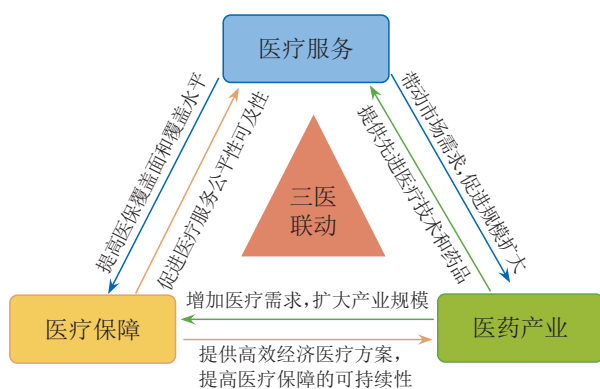 医疗服务
提高医保覆盖面和覆盖水平
促进医疗服务公平性可及性
三医
联动
提供先进医疗技术和药品
带动市场需求,促进规模扩大
医疗保障
增加医疗需求,扩大产业规模
医药产业
提供高效经济医疗方案,
提高医疗保障的可持续性